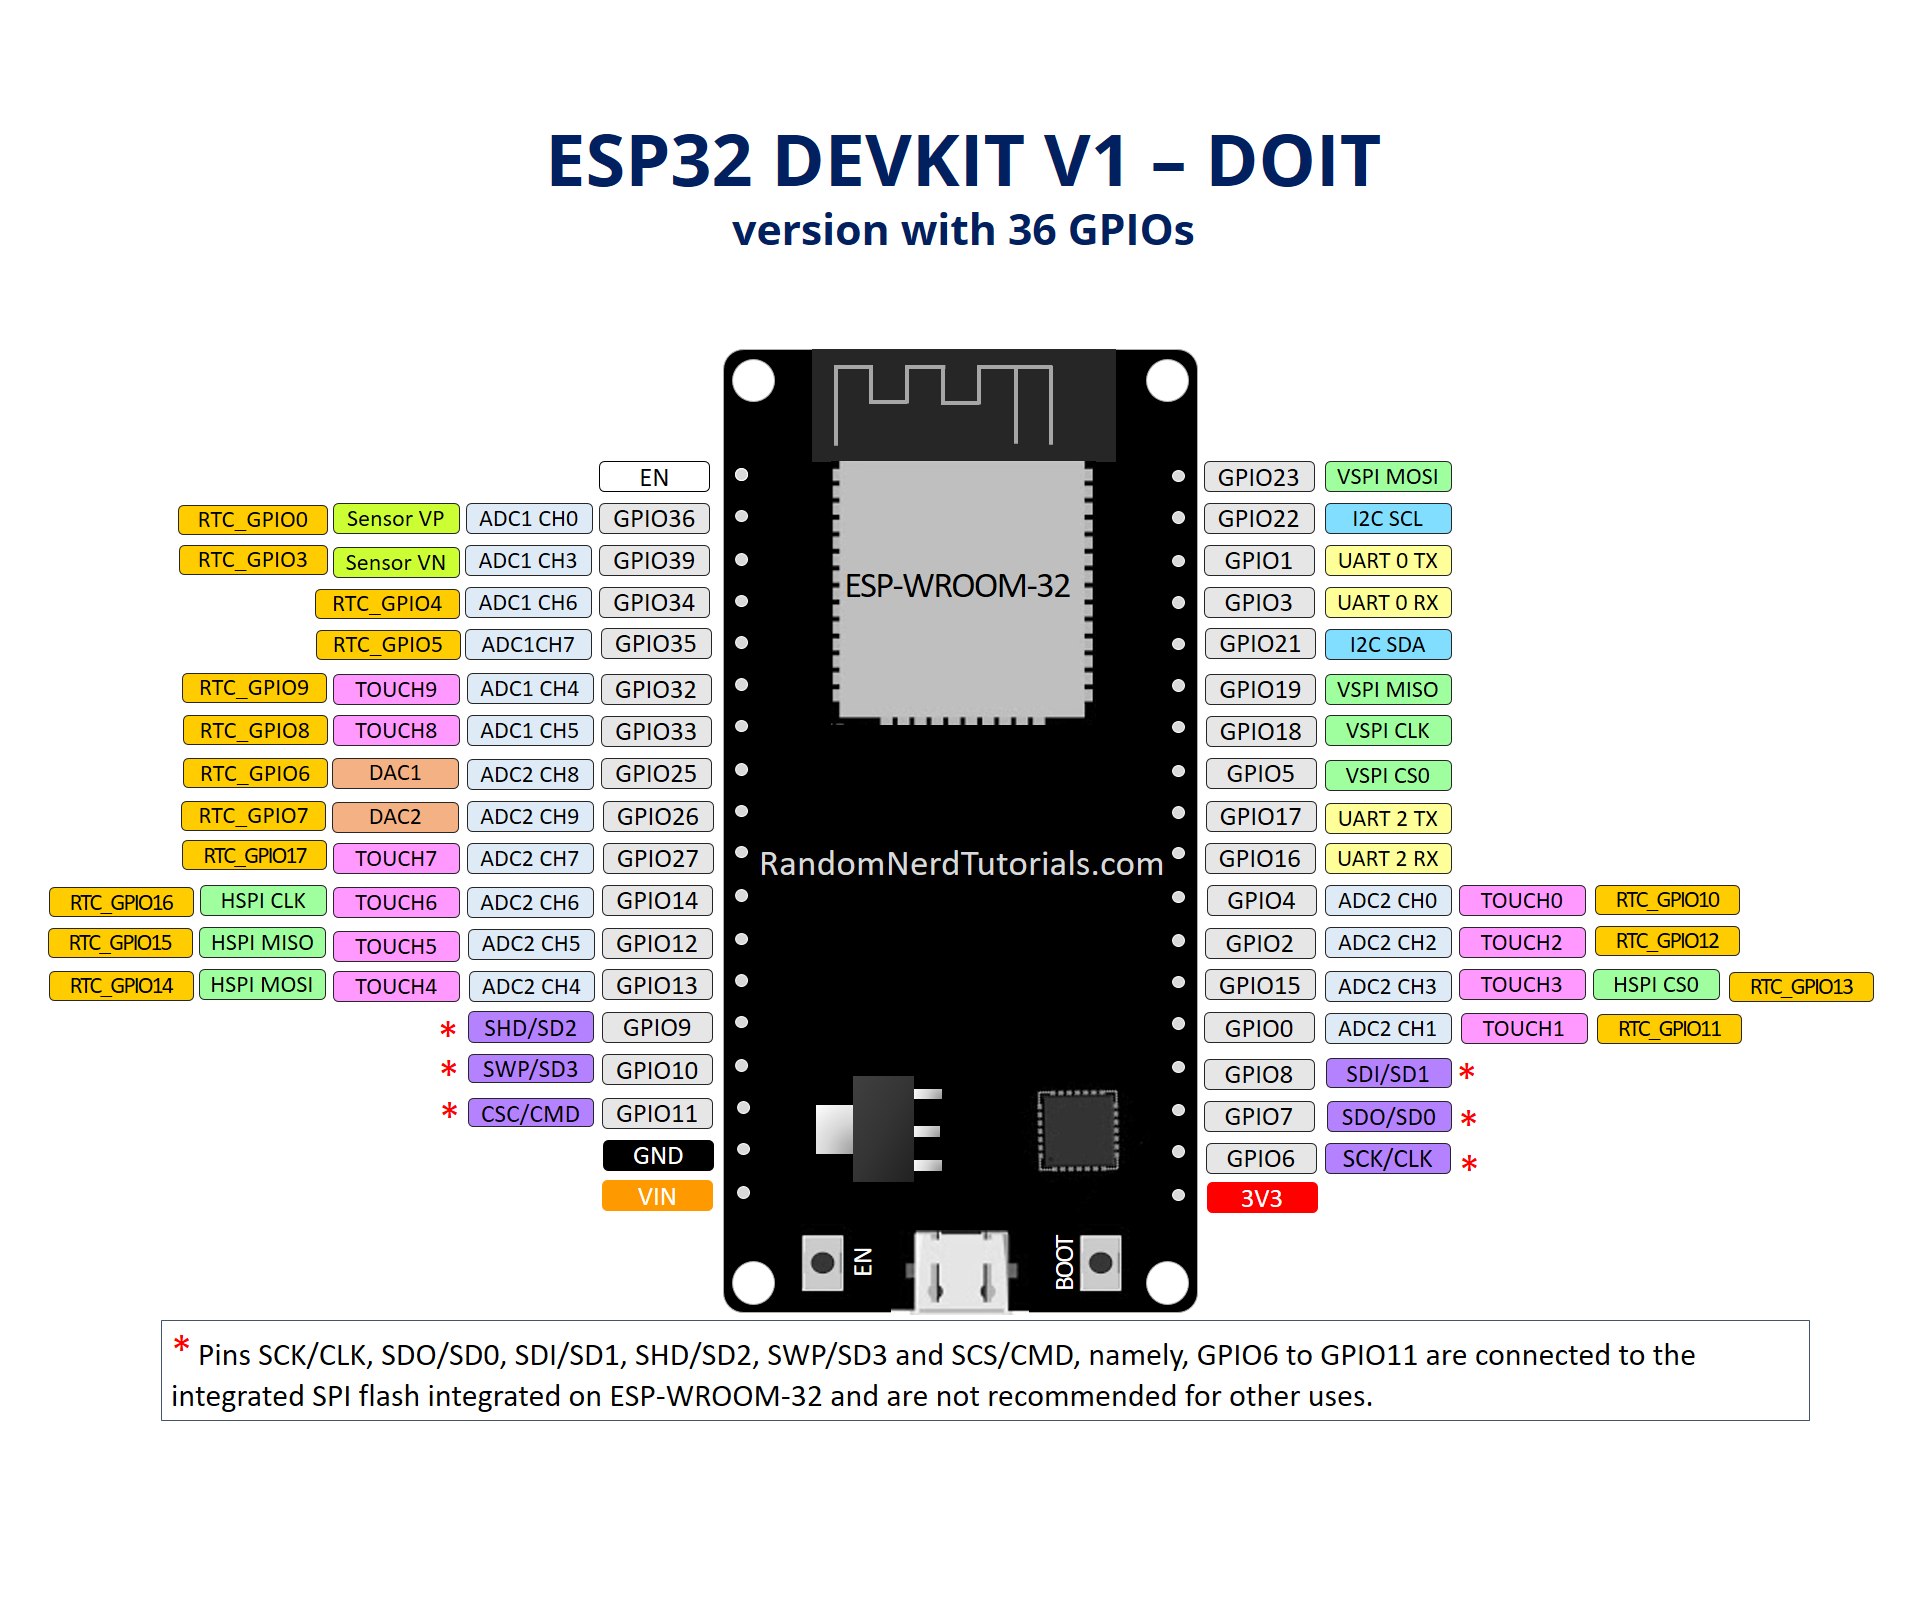 ESP32 DEVKIT V1 – DOIT
version with 36 GPIOs
EN
RTC_GPIO0 Sensor VP ADC1 CH0 GPIO36
RTC_GPIO3 Sensor VN ADC1 CH3 GPIO39
RTC_GPIO4 ADC1 CH6 GPIO34
RTC_GPIO5 ADC1CH7 GPIO35
RTC_GPIO9 TOUCH9 ADC1 CH4 GPIO32
RTC_GPIO8 TOUCH8 ADC1 CH5 GPIO33
RTC_GPIO6 DAC1 ADC2 CH8 GPIO25
RTC_GPIO7 DAC2 ADC2 CH9 GPIO26
RTC_GPIO17 TOUCH7 ADC2 CH7 GPIO27
RTC_GPIO16 HSPI CLK TOUCH6 ADC2 CH6 GPIO14
RTC_GPIO15 HSPI MISO TOUCH5 ADC2 CH5 GPIO12
RTC_GPIO14 HSPI MOSI TOUCH4 ADC2 CH4 GPIO13
* SHD/SD2 GPIO9
* SWP/SD3 GPIO10
* CSC/CMD GPIO11
GND
VIN
ESP-WROOM-32
RandomNerdTutorials.com
EN
BOOT
GPIO23 VSPI MOSI
GPIO22 I2C SCL
GPIO1 UART 0 TX
GPIO3 UART 0 RX
GPIO21 I2C SDA
GPIO19 VSPI MISO
GPIO18 VSPI CLK
GPIO5 VSPI CS0
GPIO17 UART 2 TX
GPIO16 UART 2 RX
GPIO4 ADC2 CH0 TOUCH0 RTC_GPIO10
GPIO2 ADC2 CH2 TOUCH2 RTC_GPIO12
GPIO15 ADC2 CH3 TOUCH3 HSPI CS0 RTC_GPIO13
GPIO0 ADC2 CH1 TOUCH1 RTC_GPIO11
GPIO8 SDI/SD1 *
GPIO7 SDO/SD0 *
GPIO6 SCK/CLK *
3V3
* Pins SCK/CLK, SDO/SD0, SDI/SD1, SHD/SD2, SWP/SD3 and SCS/CMD, namely, GPIO6 to GPIO11 are connected to the
integrated SPI flash integrated on ESP-WROOM-32 and are not recommended for other uses.